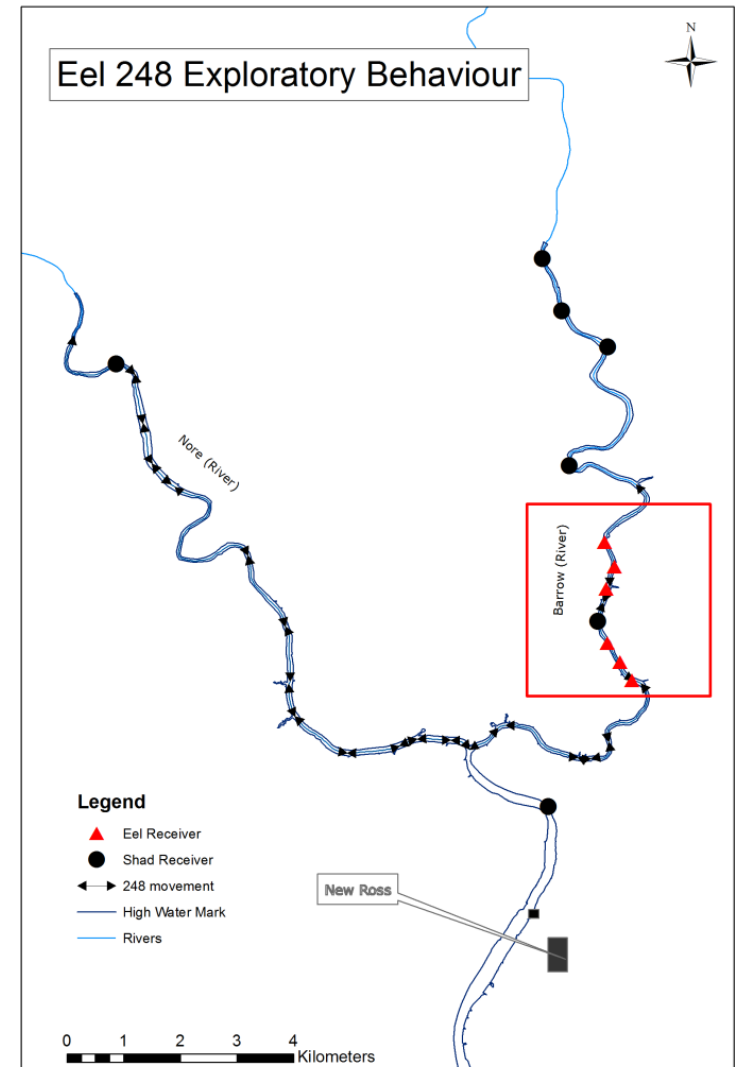 N
Eel 248 Exploratory Behaviour
Nore (River)
Barrow (River)
Legend
Eel Receiver
Shad Receiver
248 movement
High Water Mark
Rivers
New Ross
0 1 2 3 4
Kilometers